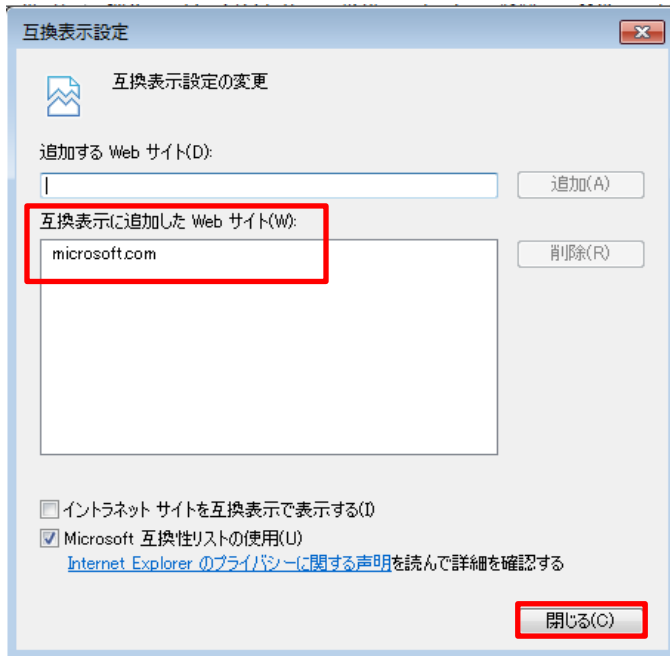 互換表示設定
互換表示設定の変更
追加する Web サイト(D):
追加(A)
互換表示に追加した Web サイト(W):
microsoft.com
削除(R)
イントラネット サイトを互換表示で表示する(I)
Microsoft 互換性リストの使用(U)
Internet Explorer のプライバシーに関する声明を読んで詳細を確認する
閉じる(C)